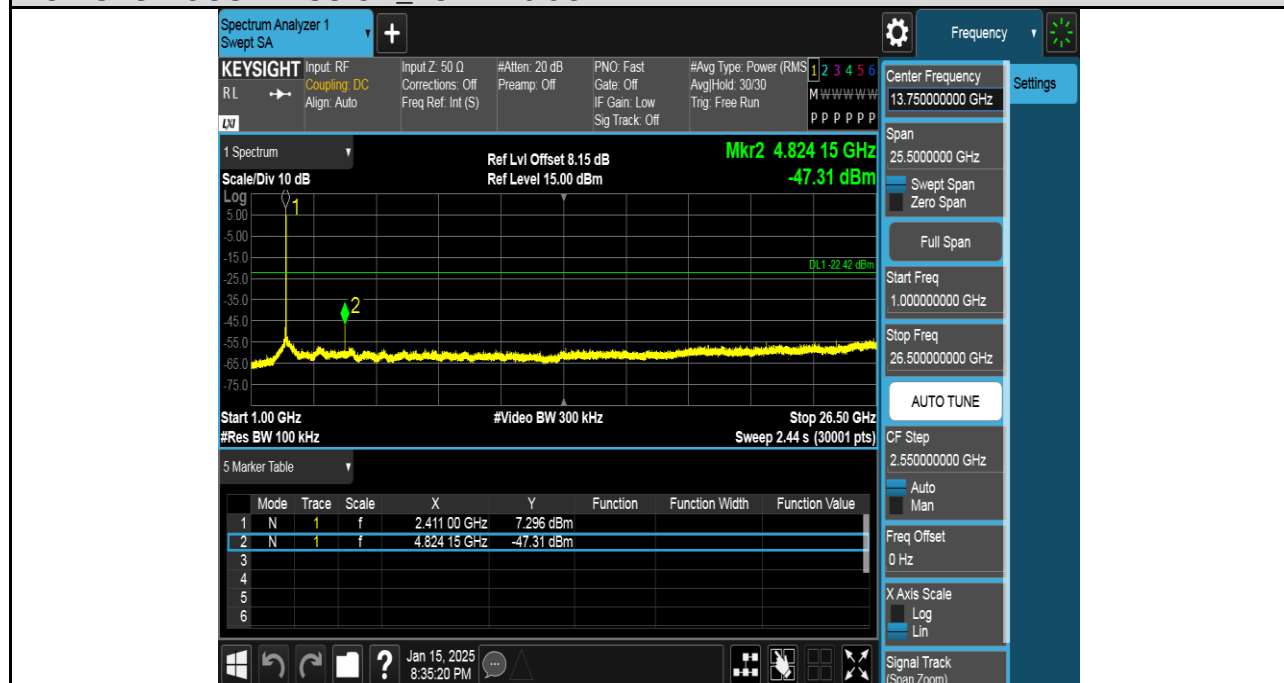 Spectrum Analyzer 1
Swept SA
+
Frequency
KEYSIGHT
RL
LXI
Input: RF
Coupling: DC
Align: Auto
Input Z: 50 Ω
Corrections: Off
Freq Ref: Int (S)
#Atten: 20 dB
Preamp: Off
PNO: Fast
Gate: Off
IF Gain: Low
Sig Track: Off
#Avg Type: Power (RMS
Avg|Hold: 30/30
Trig: Free Run
1 2 3 4 5 6
M W W W W W
P P P P P P
Center Frequency
13.750000000 GHz
Settings
Span
25.5000000 GHz
Swept Span
Zero Span
Full Span
Start Freq
1.000000000 GHz
Stop Freq
26.50000000 GHz
AUTO TUNE
CF Step
2.550000000 GHz
Auto
Man
Freq Offset
0 Hz
X Axis Scale
Log
Lin
Signal Track
(Span Zoom)
1 Spectrum
Scale/Div 10 dB
Ref Lvl Offset 8.15 dB
Ref Level 15.00 dBm
Mkr2 4.824 15 GHz
-47.31 dBm
Log
1
5.00
-5.00
-15.0
DL1 -22.42 dBm
-25.0
-35.0
2
-45.0
-55.0
-65.0
-75.0
Start 1.00 GHz
#Video BW 300 kHz
Stop 26.50 GHz
#Res BW 100 kHz
Sweep 2.44 s (30001 pts)
5 Marker Table
Mode Trace Scale X Y Function Function Width Function Value
1 N 1 f 2.411 00 GHz 7.296 dBm
2 N 1 f 4.824 15 GHz -47.31 dBm
3
4
5
6
?
Jan 15, 2025
8:35:20 PM